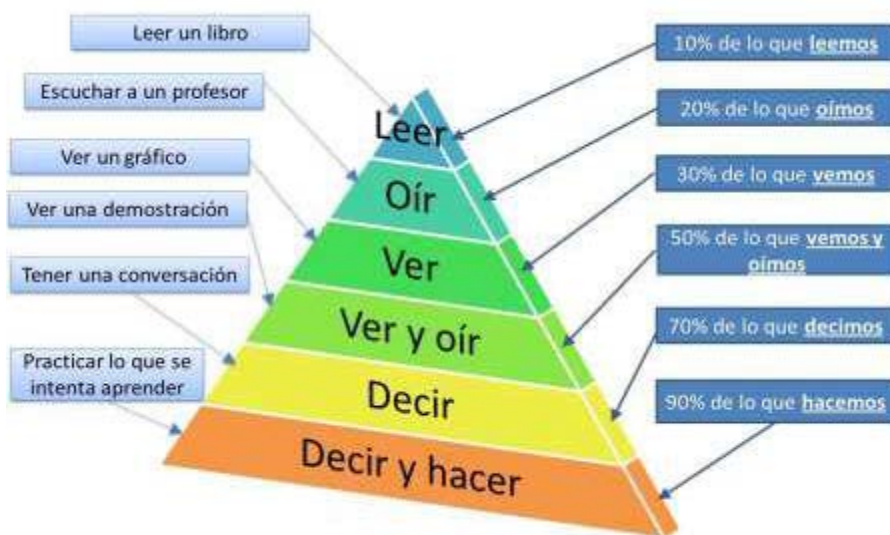 Leer un libro
Escuchar a un profesor
Ver un gráfico
Ver una demostración
Tener una conversación
Practicar lo que se
intenta aprender
Leer
Oír
Ver
Ver y oír
Decir
Decir y hacer
10% de lo que leemos
20% de lo que oímos
30% de lo que vemos
50% de lo que vemos y
oímos
70% de lo que decimos
90% de lo que hacemos